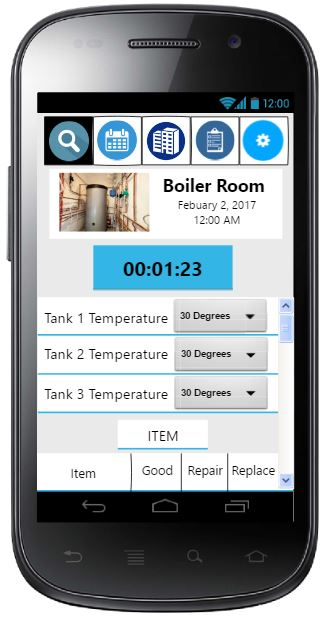 12:00
Boiler Room
Febuary 2, 2017
12:00 AM
00:01:23
Tank 1 Temperature 30 Degrees
Tank 2 Temperature 30 Degrees
Tank 3 Temperature 30 Degrees
ITEM
Item Good Repair Replace